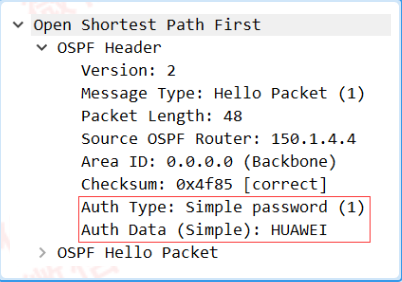 Open Shortest Path First
OSPF Header
Version: 2
Message Type: Hello Packet (1)
Packet Length: 48
Source OSPF Router: 150.1.4.4
Area ID: 0.0.0.0 (Backbone)
Checksum: 0x4f85 [correct]
Auth Type: Simple password (1)
Auth Data (Simple): HUAWEI
OSPF Hello Packet